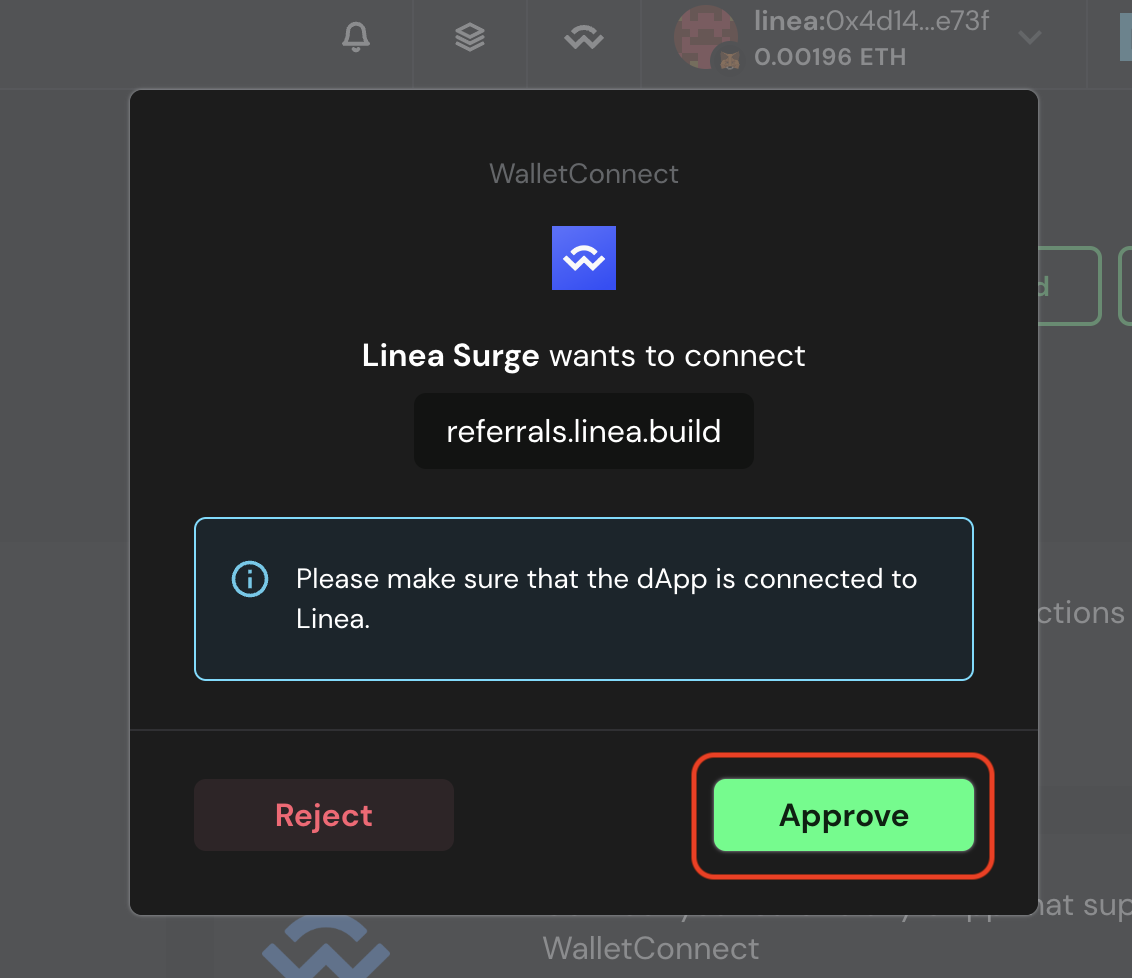 linea:0x4d14...e73f
0.00196 ETH
WalletConnect
Linea Surge wants to connect
referrals.linea.build
Please make sure that the dApp is connected to
Linea.
ctions
Reject
Approve
hat sup
WalletConnect